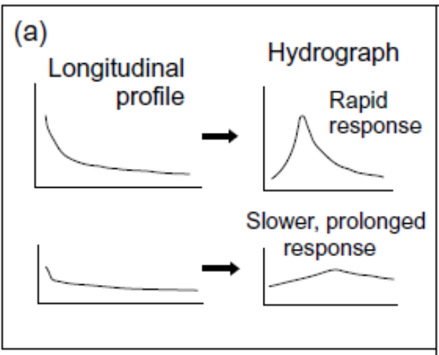 (a)
Longitudinal
profile
Hydrograph
Rapid
response
Slower, prolonged
response